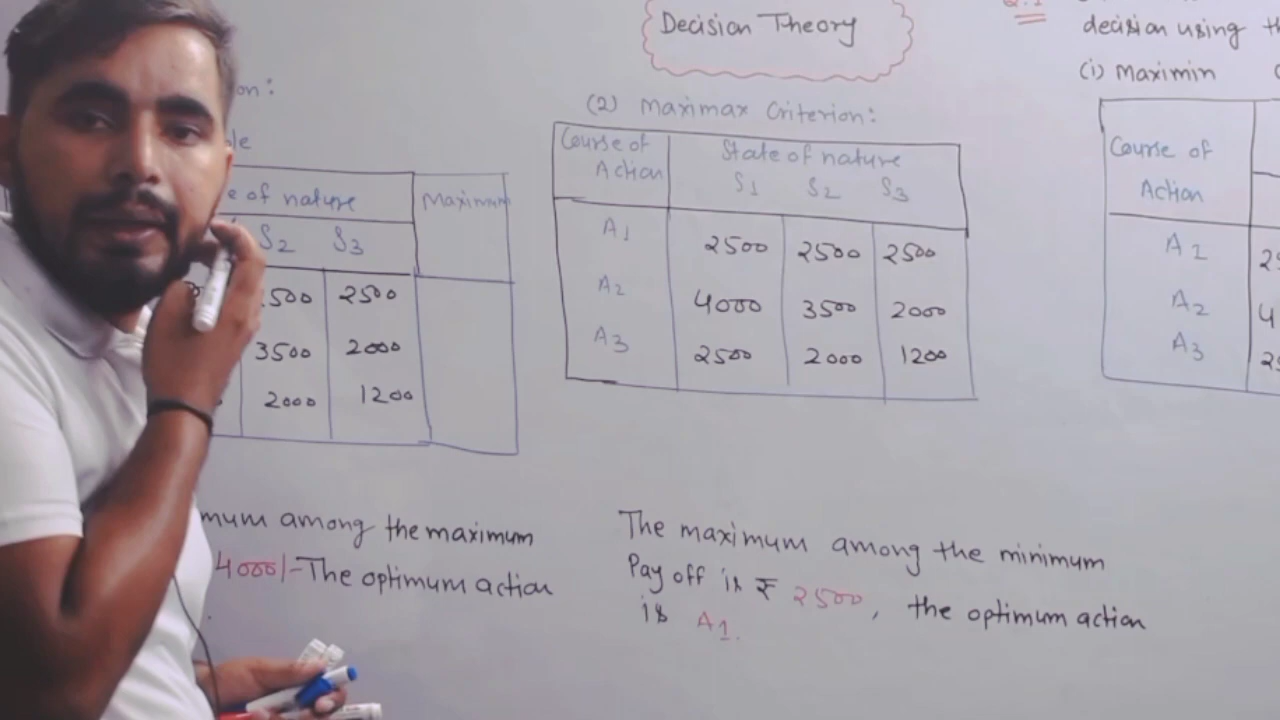 Decision Theory
on:
ble
e of nature
Maximum
S2 S3
500 2500
3500 2000
2000 1200
mum among the maximum
4000/- The optimum action
(2) Maximax Criterion:
Course of Action
State of nature
S1 S2 S3
A1 2500 2500 2500
A2 4000 3500 2000
A3 2500 2000 1200
The maximum among the minimum
Pay off is ₹ 2500, the optimum action
is A1.
decision using
(i) Maximin
Course of
Action
A1
A2
A3